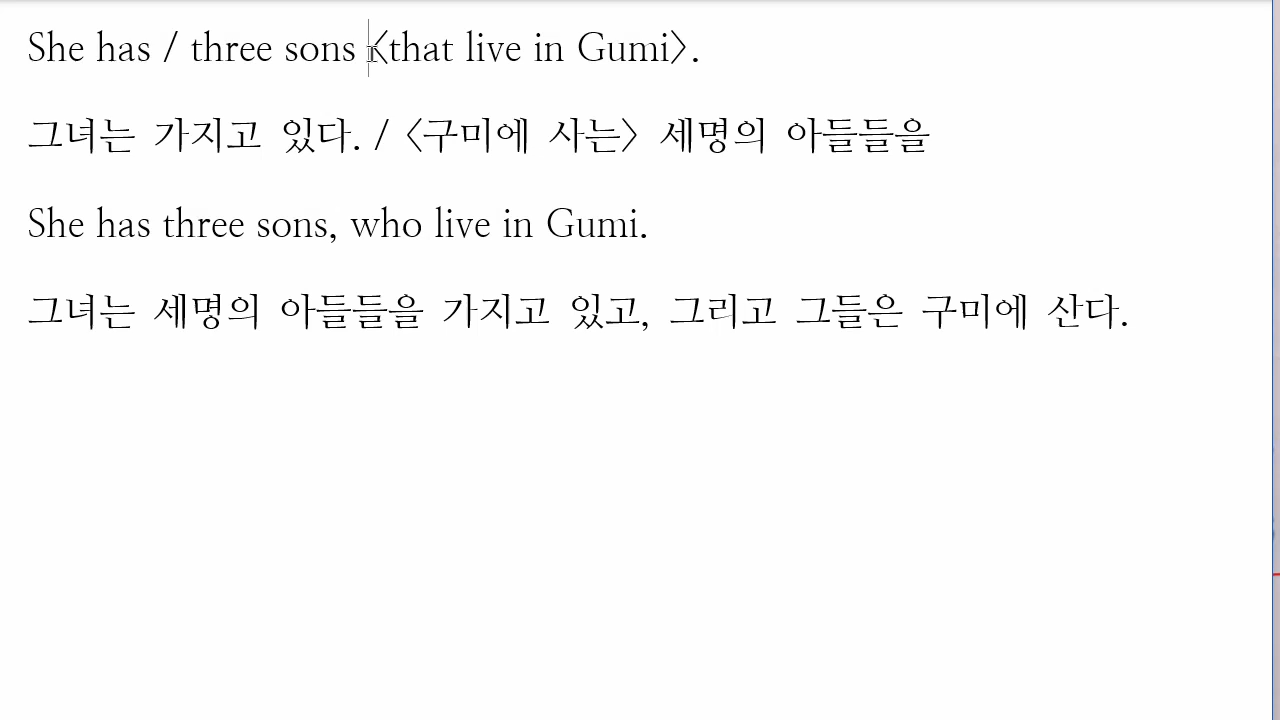 She has / three sons 〈that live in Gumi〉.
그녀는 가지고 있다. / 〈구미에 사는〉 세명의 아들들을
She has three sons, who live in Gumi.
그녀는 세명의 아들들을 가지고 있고, 그리고 그들은 구미에 산다.